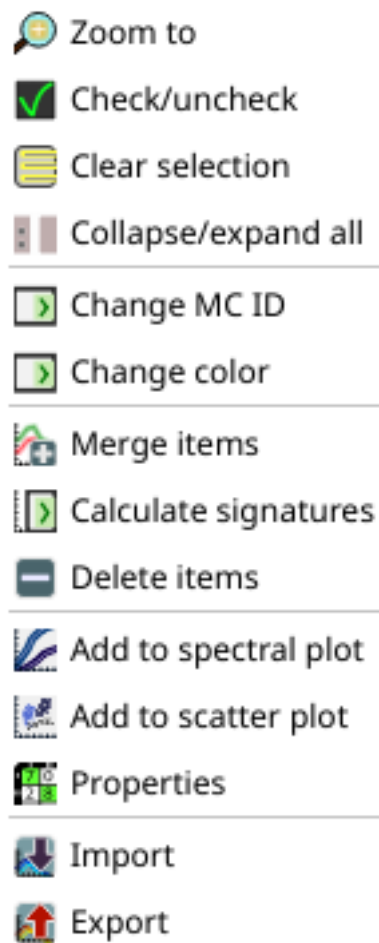 Zoom to
Check/uncheck
Clear selection
Collapse/expand all
Change MC ID
Change color
Merge items
Calculate signatures
Delete items
Add to spectral plot
Add to scatter plot
Properties
Import
Export